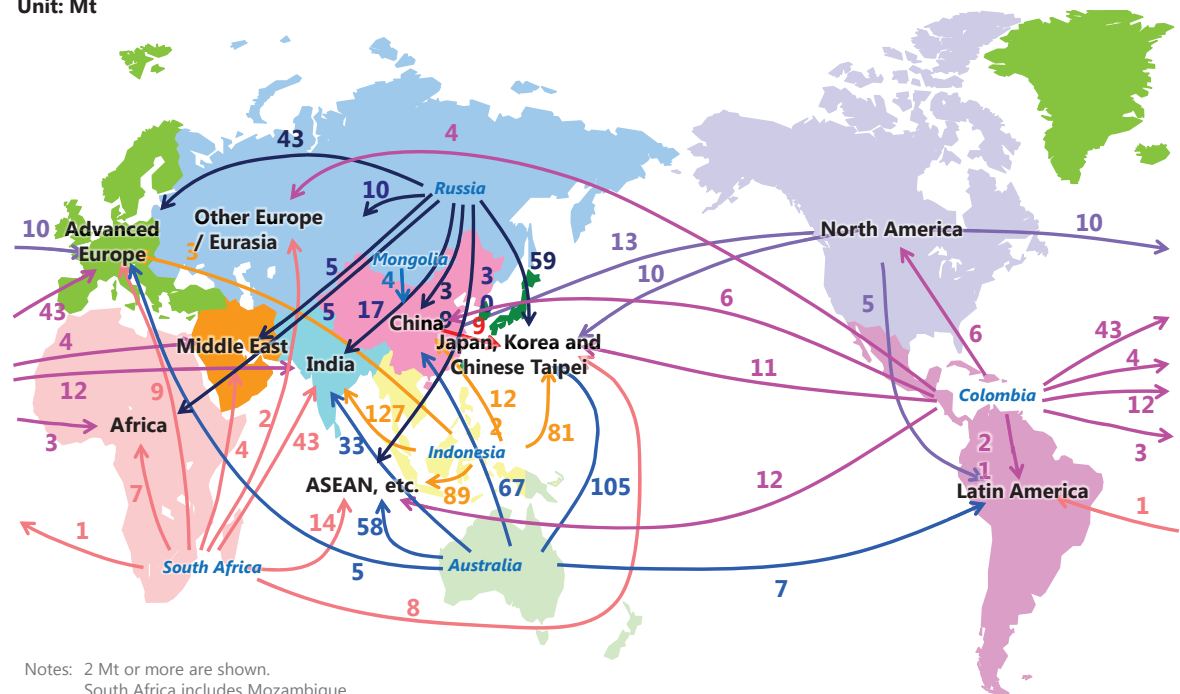 Unit: Mt
43
4
10
Russia
Advanced
Europe
Other Europe
/ Eurasia
10
3
5
Mongolia
4
3
3
0
59
13
10
North America
10
5
43
5
17
China
8
9
Japan, Korea and
Chinese Taipei
6
6
43
4
Middle East
India
11
4
12
9
Colombia
12
3
Africa
2
43
4
127
33
12
2
81
Indonesia
2
1
3
ASEAN, etc.
89
67
105
12
Latin America
7
14
58
1
1
South Africa
5
Australia
7
8
Notes: 2 Mt or more are shown.
South Africa includes Mozambique